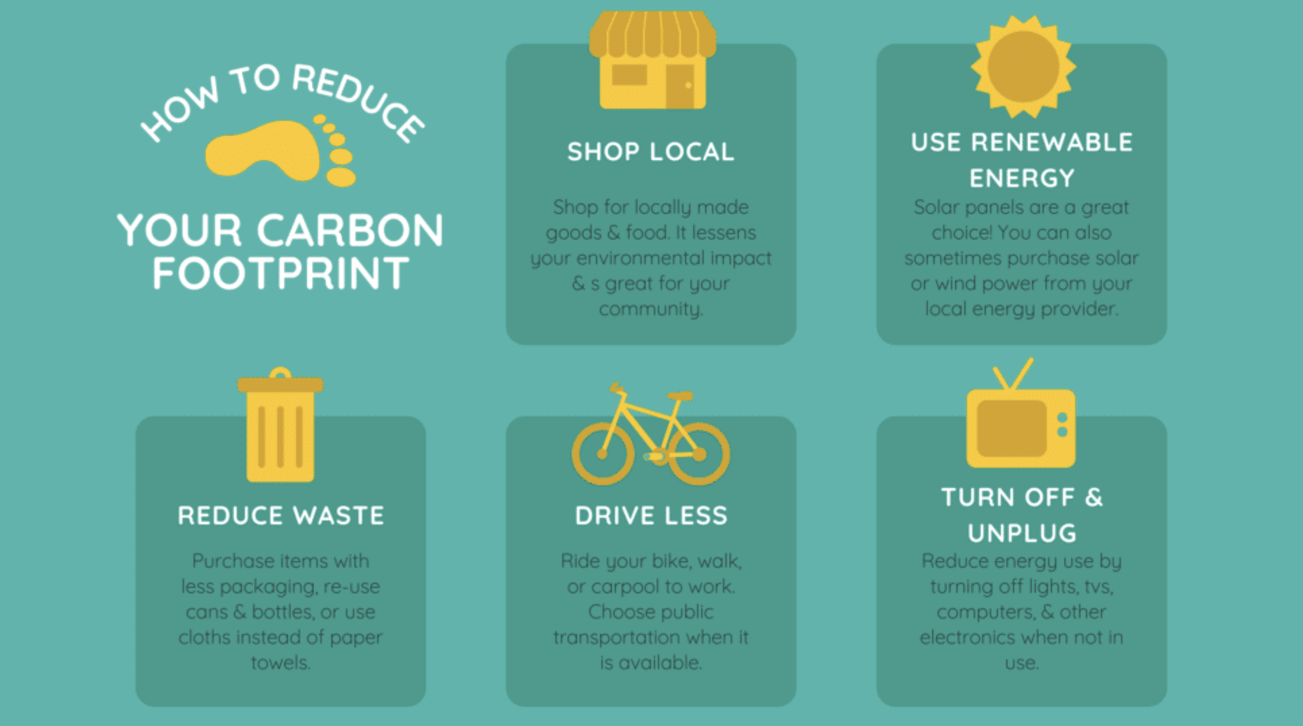 HOW TO REDUCE
YOUR CARBON
FOOTPRINT
SHOP LOCAL
Shop for locally made
goods & food. It lessens
your environmental impact
& s great for your
community.
USE RENEWABLE
ENERGY
Solar panels are a great
choice! You can also
sometimes purchase solar
or wind power from your
local energy provider.
REDUCE WASTE
Purchase items with
less packaging, re-use
cans & bottles, or use
cloths instead of paper
towels.
DRIVE LESS
Ride your bike, walk,
or carpool to work.
Choose public
transportation when it
is available.
TURN OFF &
UNPLUG
Reduce energy use by
turning off lights, tvs,
computers, & other
electronics when not in
use.